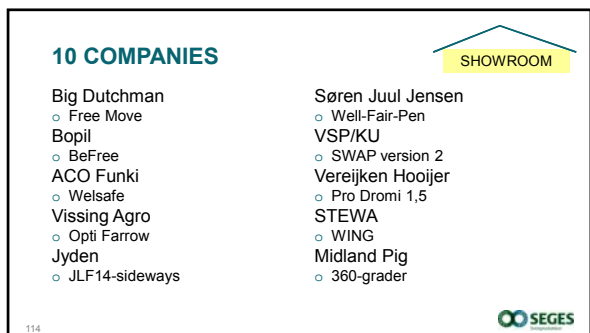 10 COMPANIES
SHOWROOM
Big Dutchman
o Free Move
Bopil
o BeFree
ACO Funki
o Welsafe
Vissing Agro
o Opti Farrow
Jyden
o JLF14-sideways
Søren Juul Jensen
o Well-Fair-Pen
VSP/KU
o SWAP version 2
Vereijken Hooijer
o Pro Dromi 1,5
STEWA
o WING
Midland Pig
o 360-grader
114
SEGES